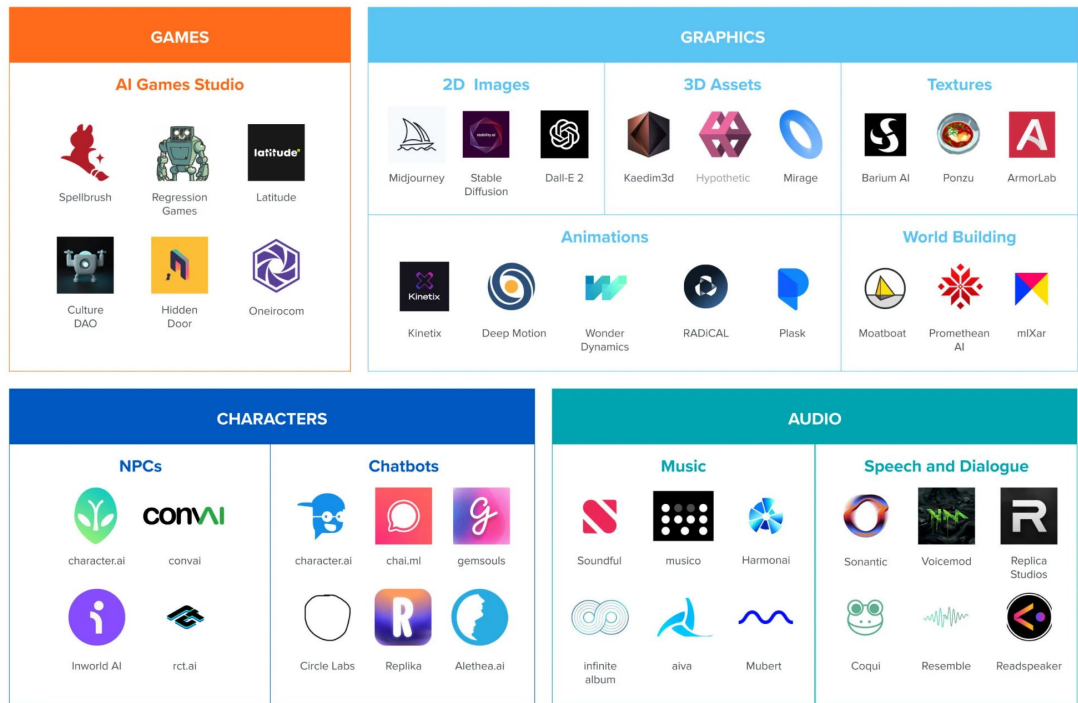 GAMES
AI Games Studio
Spellbrush
Regression
Games
latitude
Latitude
Culture
DAO
Hidden
Door
Oneirocom
GRAPHICS
2D Images
Midjourney
stability.ai
Stable
Diffusion
Dall-E 2
3D Assets
Kaedim3d
Hypothetic
Mirage
Textures
Barium AI
Ponzu
A
ArmorLab
Animations
Kinetix
Kinetix
Deep Motion
Wonder
Dynamics
RADiCAL
Plask
World Building
Moatboat
Promethean
AI
mIXar
CHARACTERS
NPCs
character.ai
CONVAI
convai
Inworld AI
rct.ai
Chatbots
character.ai
chai.ml
g
gemsouls
Circle Labs
R
Replika
Alethea.ai
AUDIO
Music
Soundful
musico
Harmonai
infinite
album
aiva
Mubert
Speech and Dialogue
Sonantic
Voicemod
R
Replica
Studios
Coqui
Resemble
Readspeaker